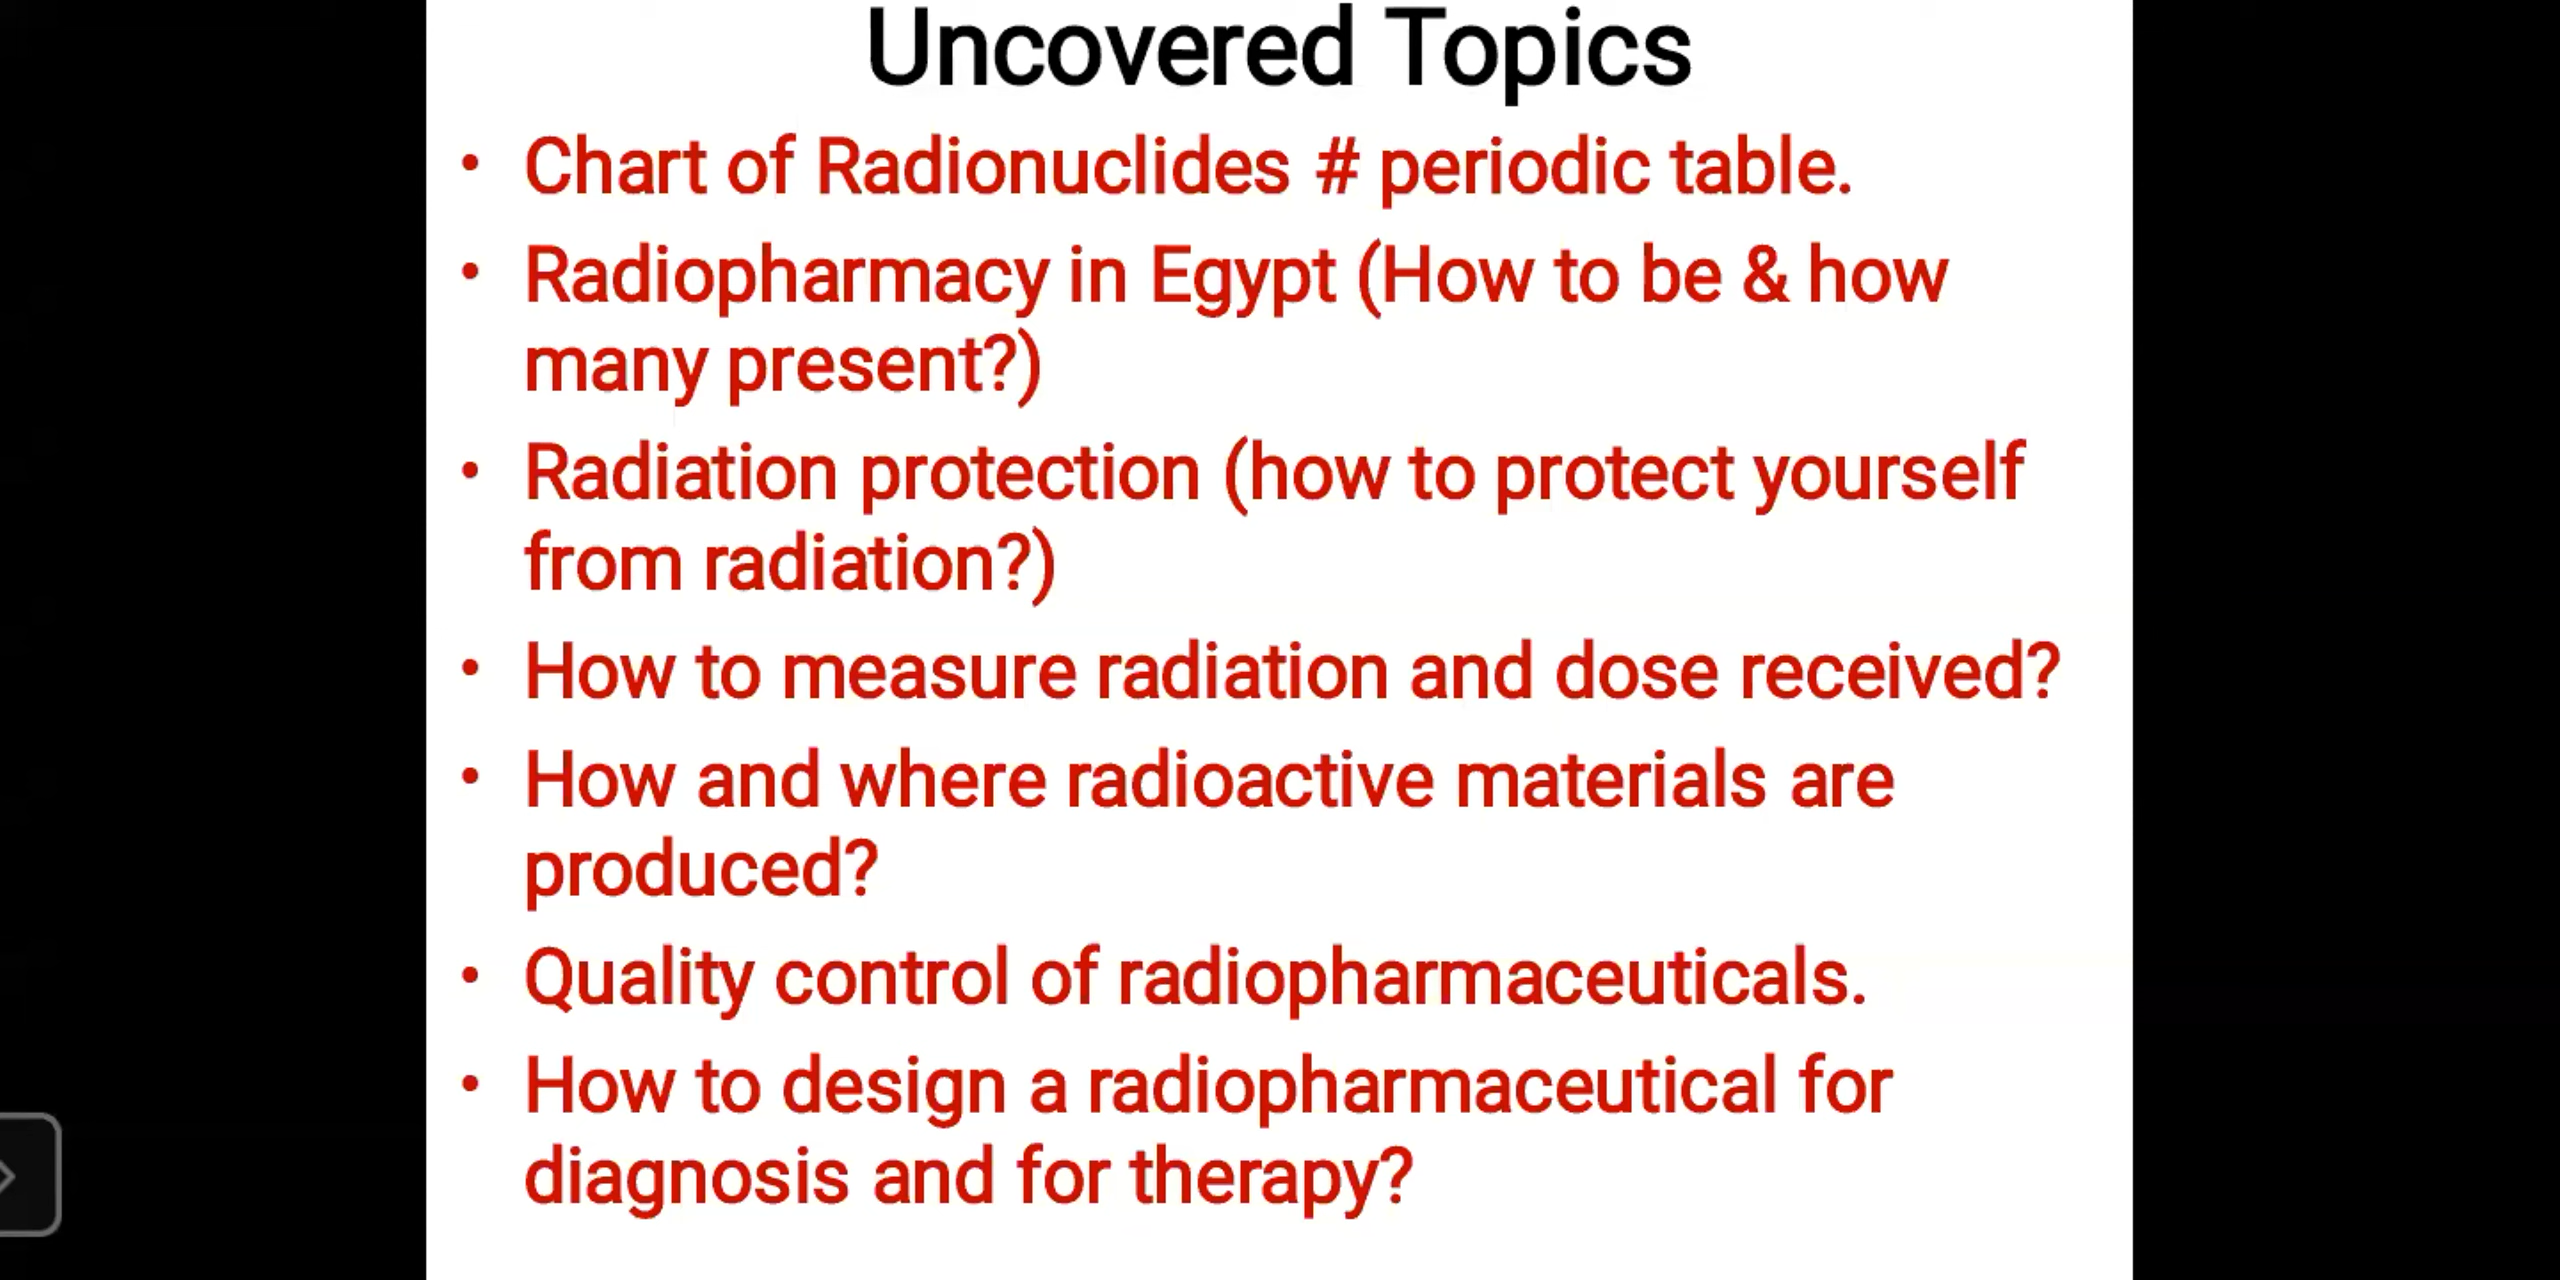 Uncovered Topics
• Chart of Radionuclides # periodic table.
• Radiopharmacy in Egypt (How to be & how
many present?)
• Radiation protection (how to protect yourself
from radiation?)
• How to measure radiation and dose received?
• How and where radioactive materials are
produced?
• Quality control of radiopharmaceuticals.
• How to design a radiopharmaceutical for
diagnosis and for therapy?